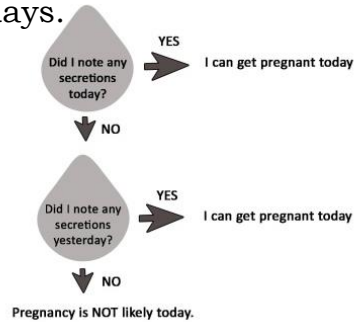 days.
YES
Did I note any
secretions
today?
I can get pregnant today
NO
YES
Did I note any
secretions
yesterday?
I can get pregnant today
NO
Pregnancy is NOT likely today.